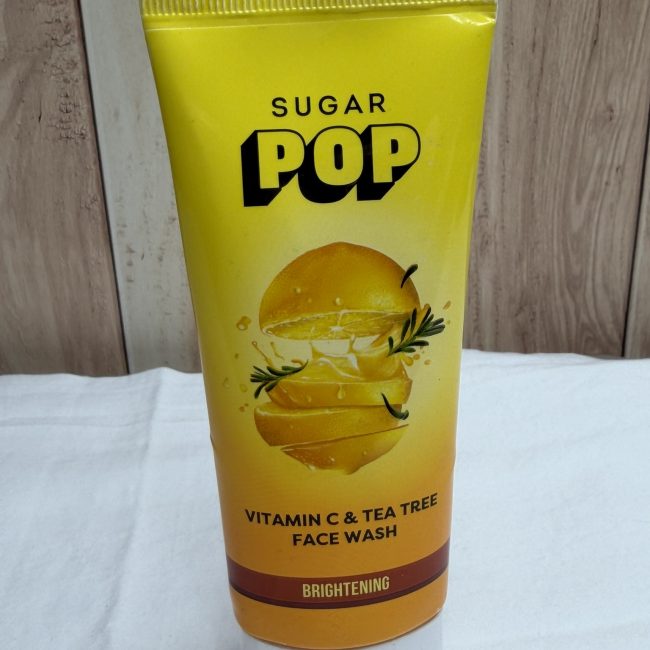 SUGAR
POP
VITAMIN C & TEA TREE
FACE WASH
BRIGHTENING